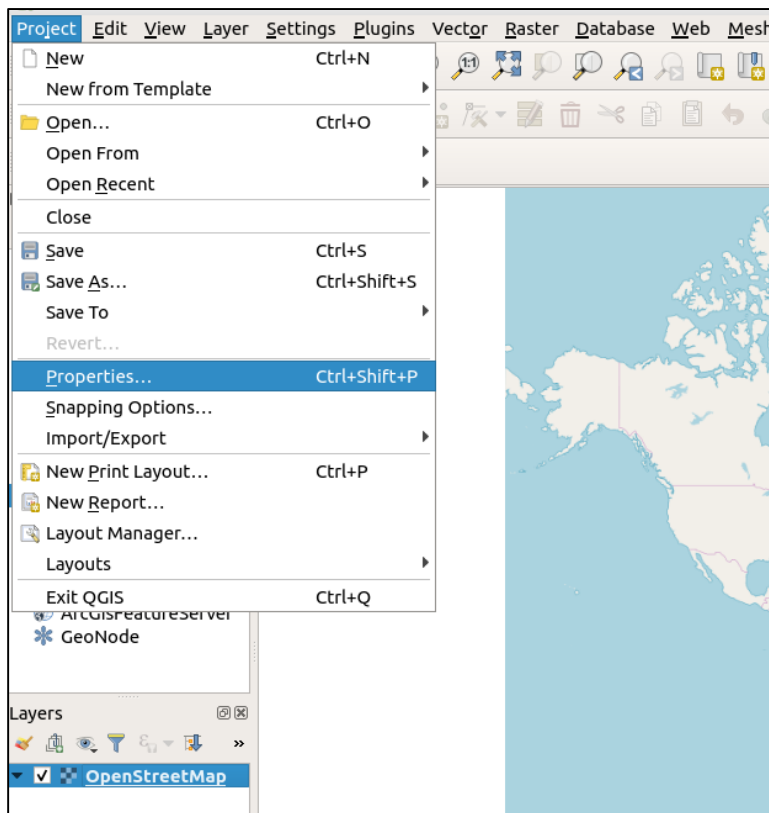 Project Edit View Layer Settings Plugins Vector Raster Database Web Mesh
New Ctrl+N
New from Template
Open... Ctrl+O
Open From
Open Recent
Close
Save Ctrl+S
Save As... Ctrl+Shift+S
Save To
Revert...
Properties... Ctrl+Shift+P
Snapping Options...
Import/Export
New Print Layout... Ctrl+P
New Report...
Layout Manager...
Layouts
Exit QGIS Ctrl+Q
ArcGisFeatureServer
GeoNode
Layers
OpenStreetMap
1:1